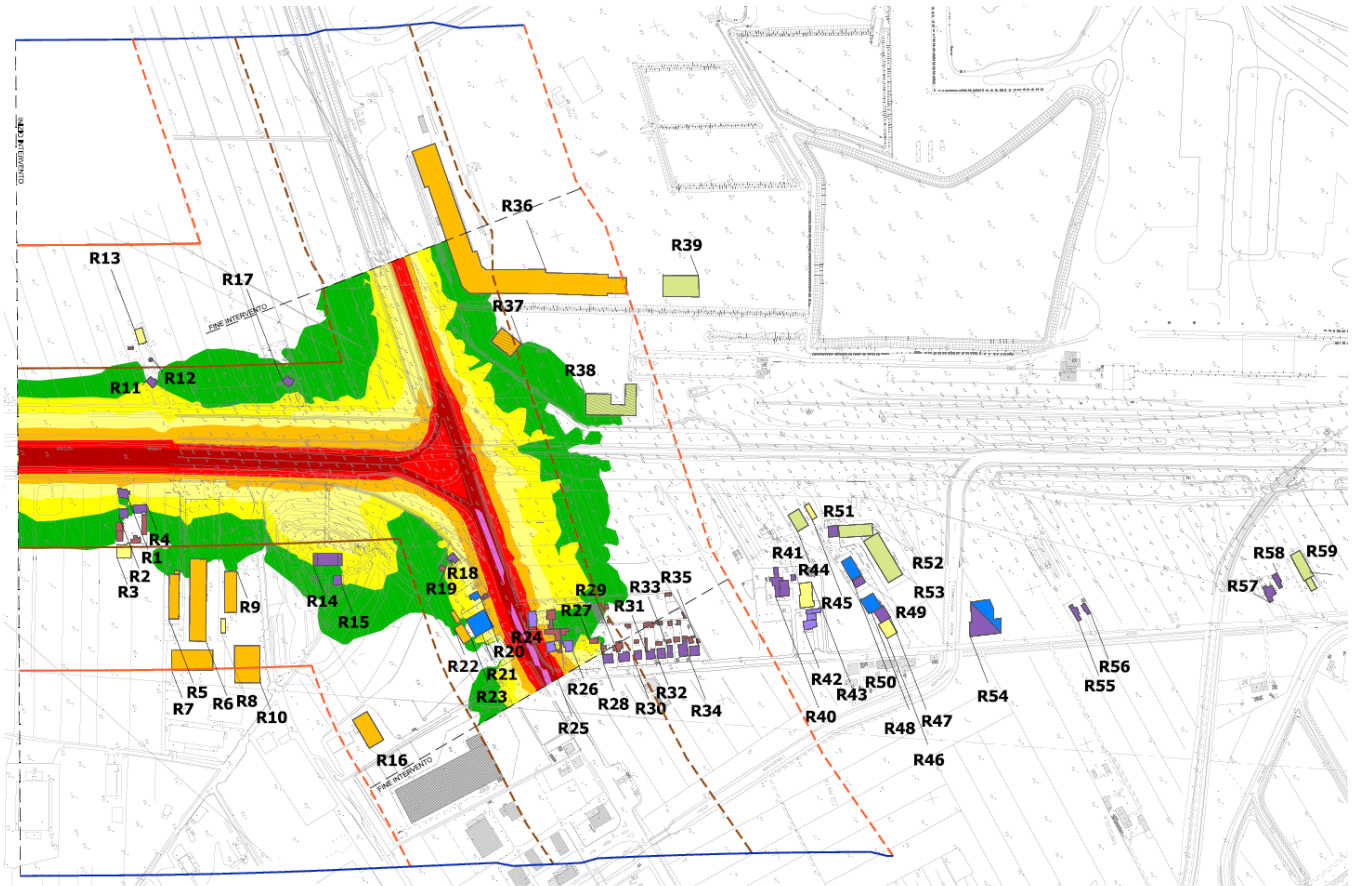 INIZIO INTERVENTO
R36
R39
R13
R17
FINE INTERVENTO
R37
R38
R11
R12
R4
R1
R2
R3
R51
R41
R44
R52
R58
R59
R18
R19
R29
R33
R35
R9
R14
R15
R27
R31
R45
R49
R53
R57
R24
R20
R22
R21
R23
R26
R28
R30
R32
R34
R42
R43
R50
R40
R48
R47
R46
R54
R56
R55
R5
R6
R7
R8
R10
R25
R16
FINE INTERVENTO